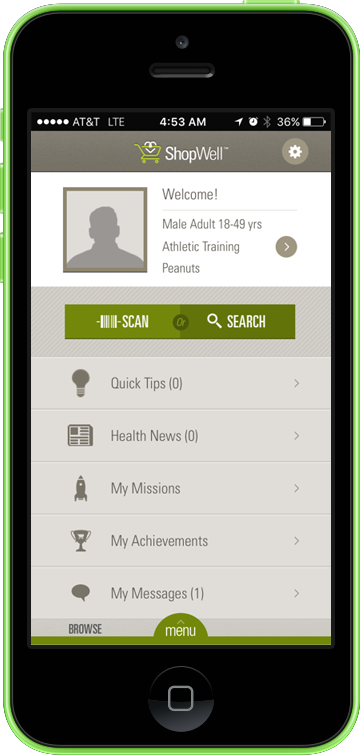 AT&T LTE 4:53 AM 36%
ShopWell™
Welcome!
Male Adult 18-49 yrs
Athletic Training
Peanuts
SCAN Or SEARCH
Quick Tips (0)
Health News (0)
My Missions
My Achievements
My Messages (1)
BROWSE menu